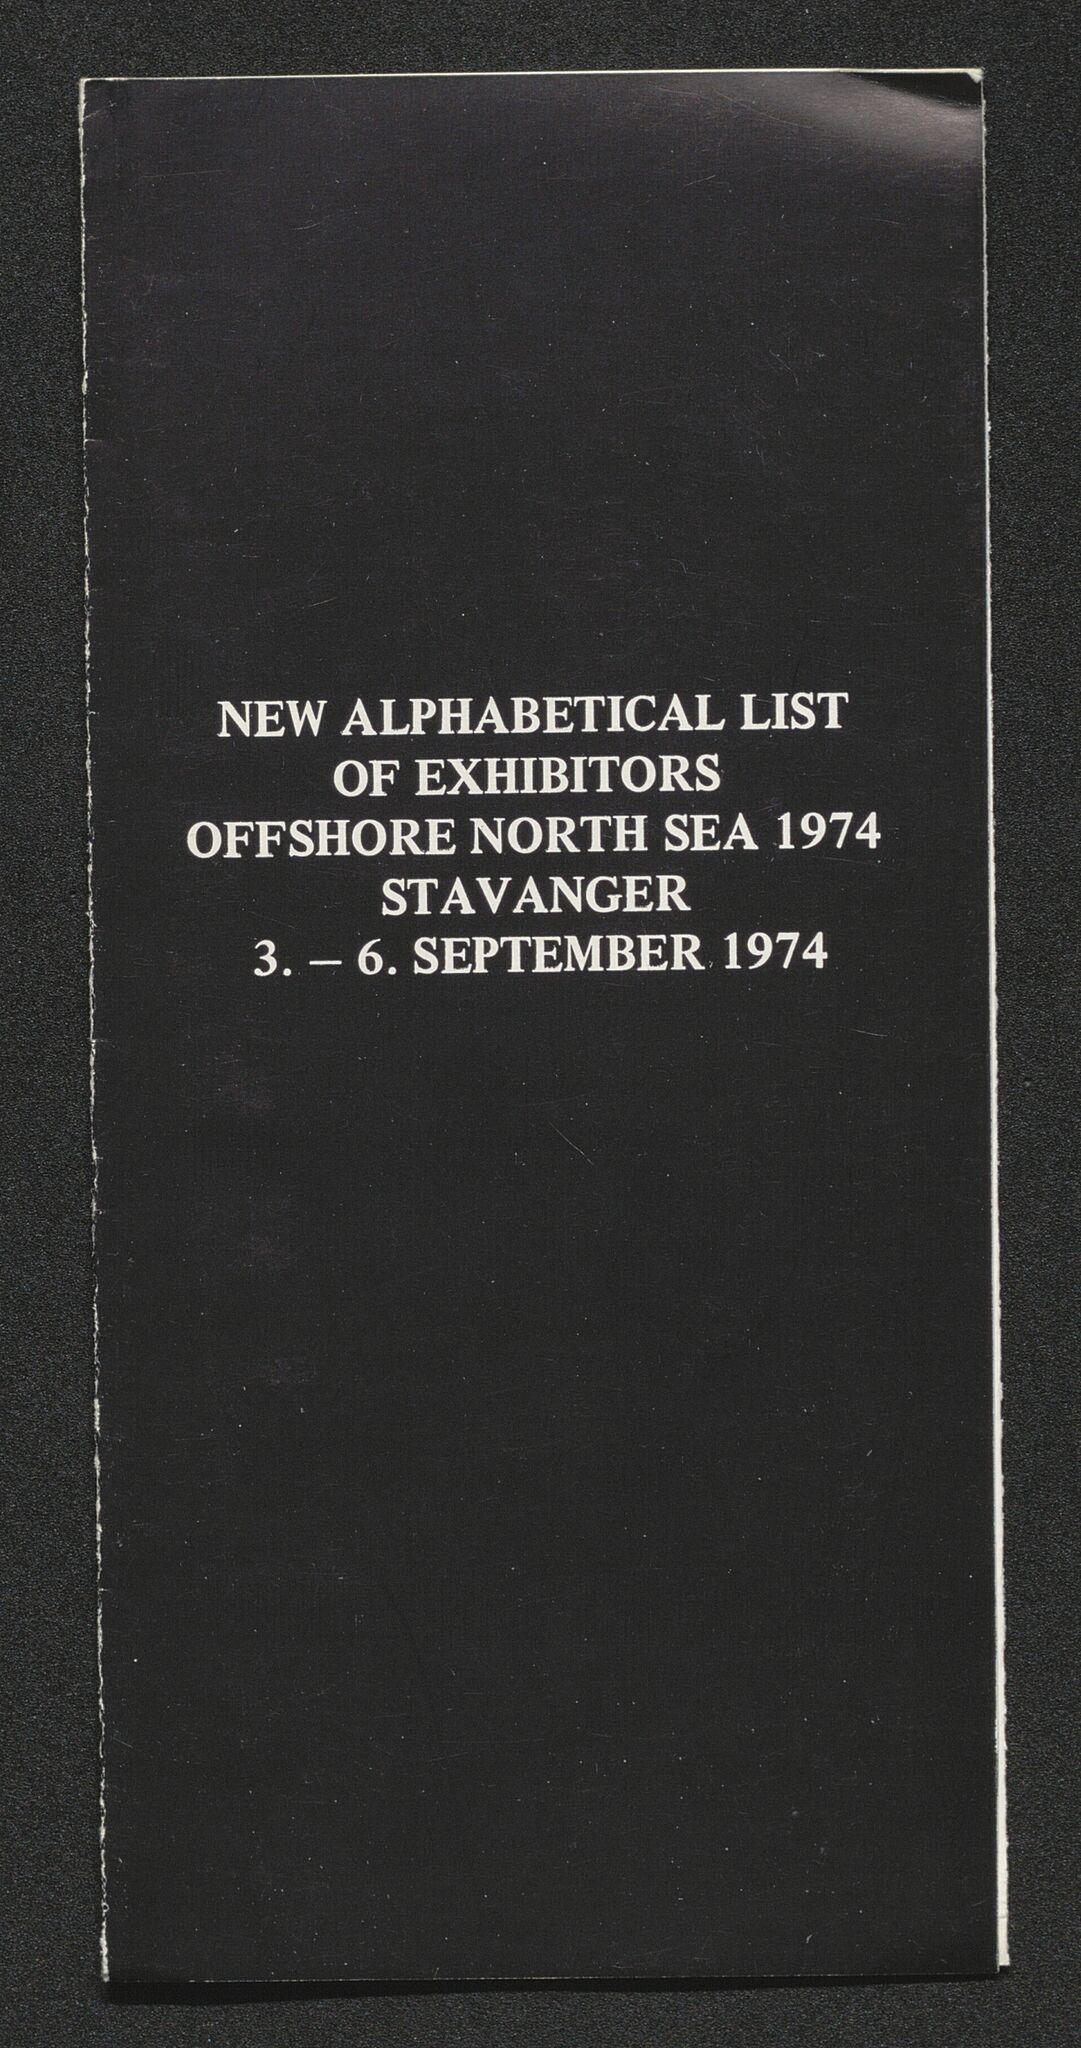 NEW ALPHABETICAL LIST
OF EXHIBITORS
OFFSHORE NORTH SEA 1974
STAVANGER
3. – 6. SEPTEMBER 1974